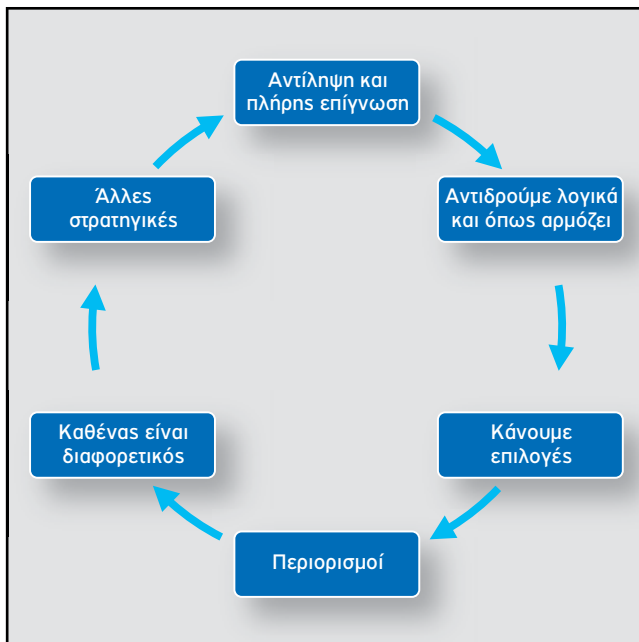 Αντίληψη και
πλήρης επίγνωση
Αντιδρούμε λογικά
και όπως αρμόζει
Κάνουμε
επιλογές
Περιορισμοί
Καθένας είναι
διαφορετικός
Άλλες
στρατηγικές